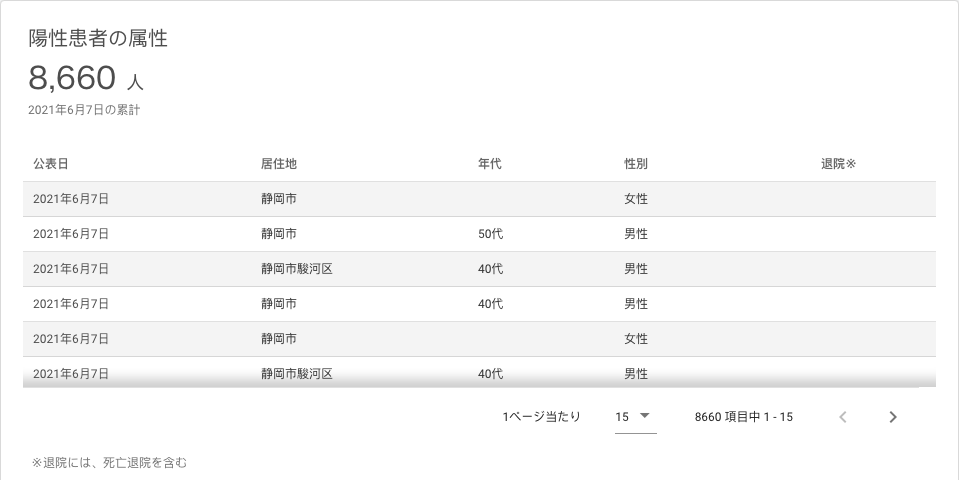 陽性患者の属性
8,660 人
2021年6月7日の累計
公表日 居住地 年代 性別 退院※
2021年6月7日 静岡市 女性
2021年6月7日 静岡市 50代 男性
2021年6月7日 静岡市駿河区 40代 男性
2021年6月7日 静岡市 40代 男性
2021年6月7日 静岡市 女性
2021年6月7日 静岡市駿河区 40代 男性
1ページ当たり 15 8660 項目中 1 - 15
※退院には、死亡退院を含む